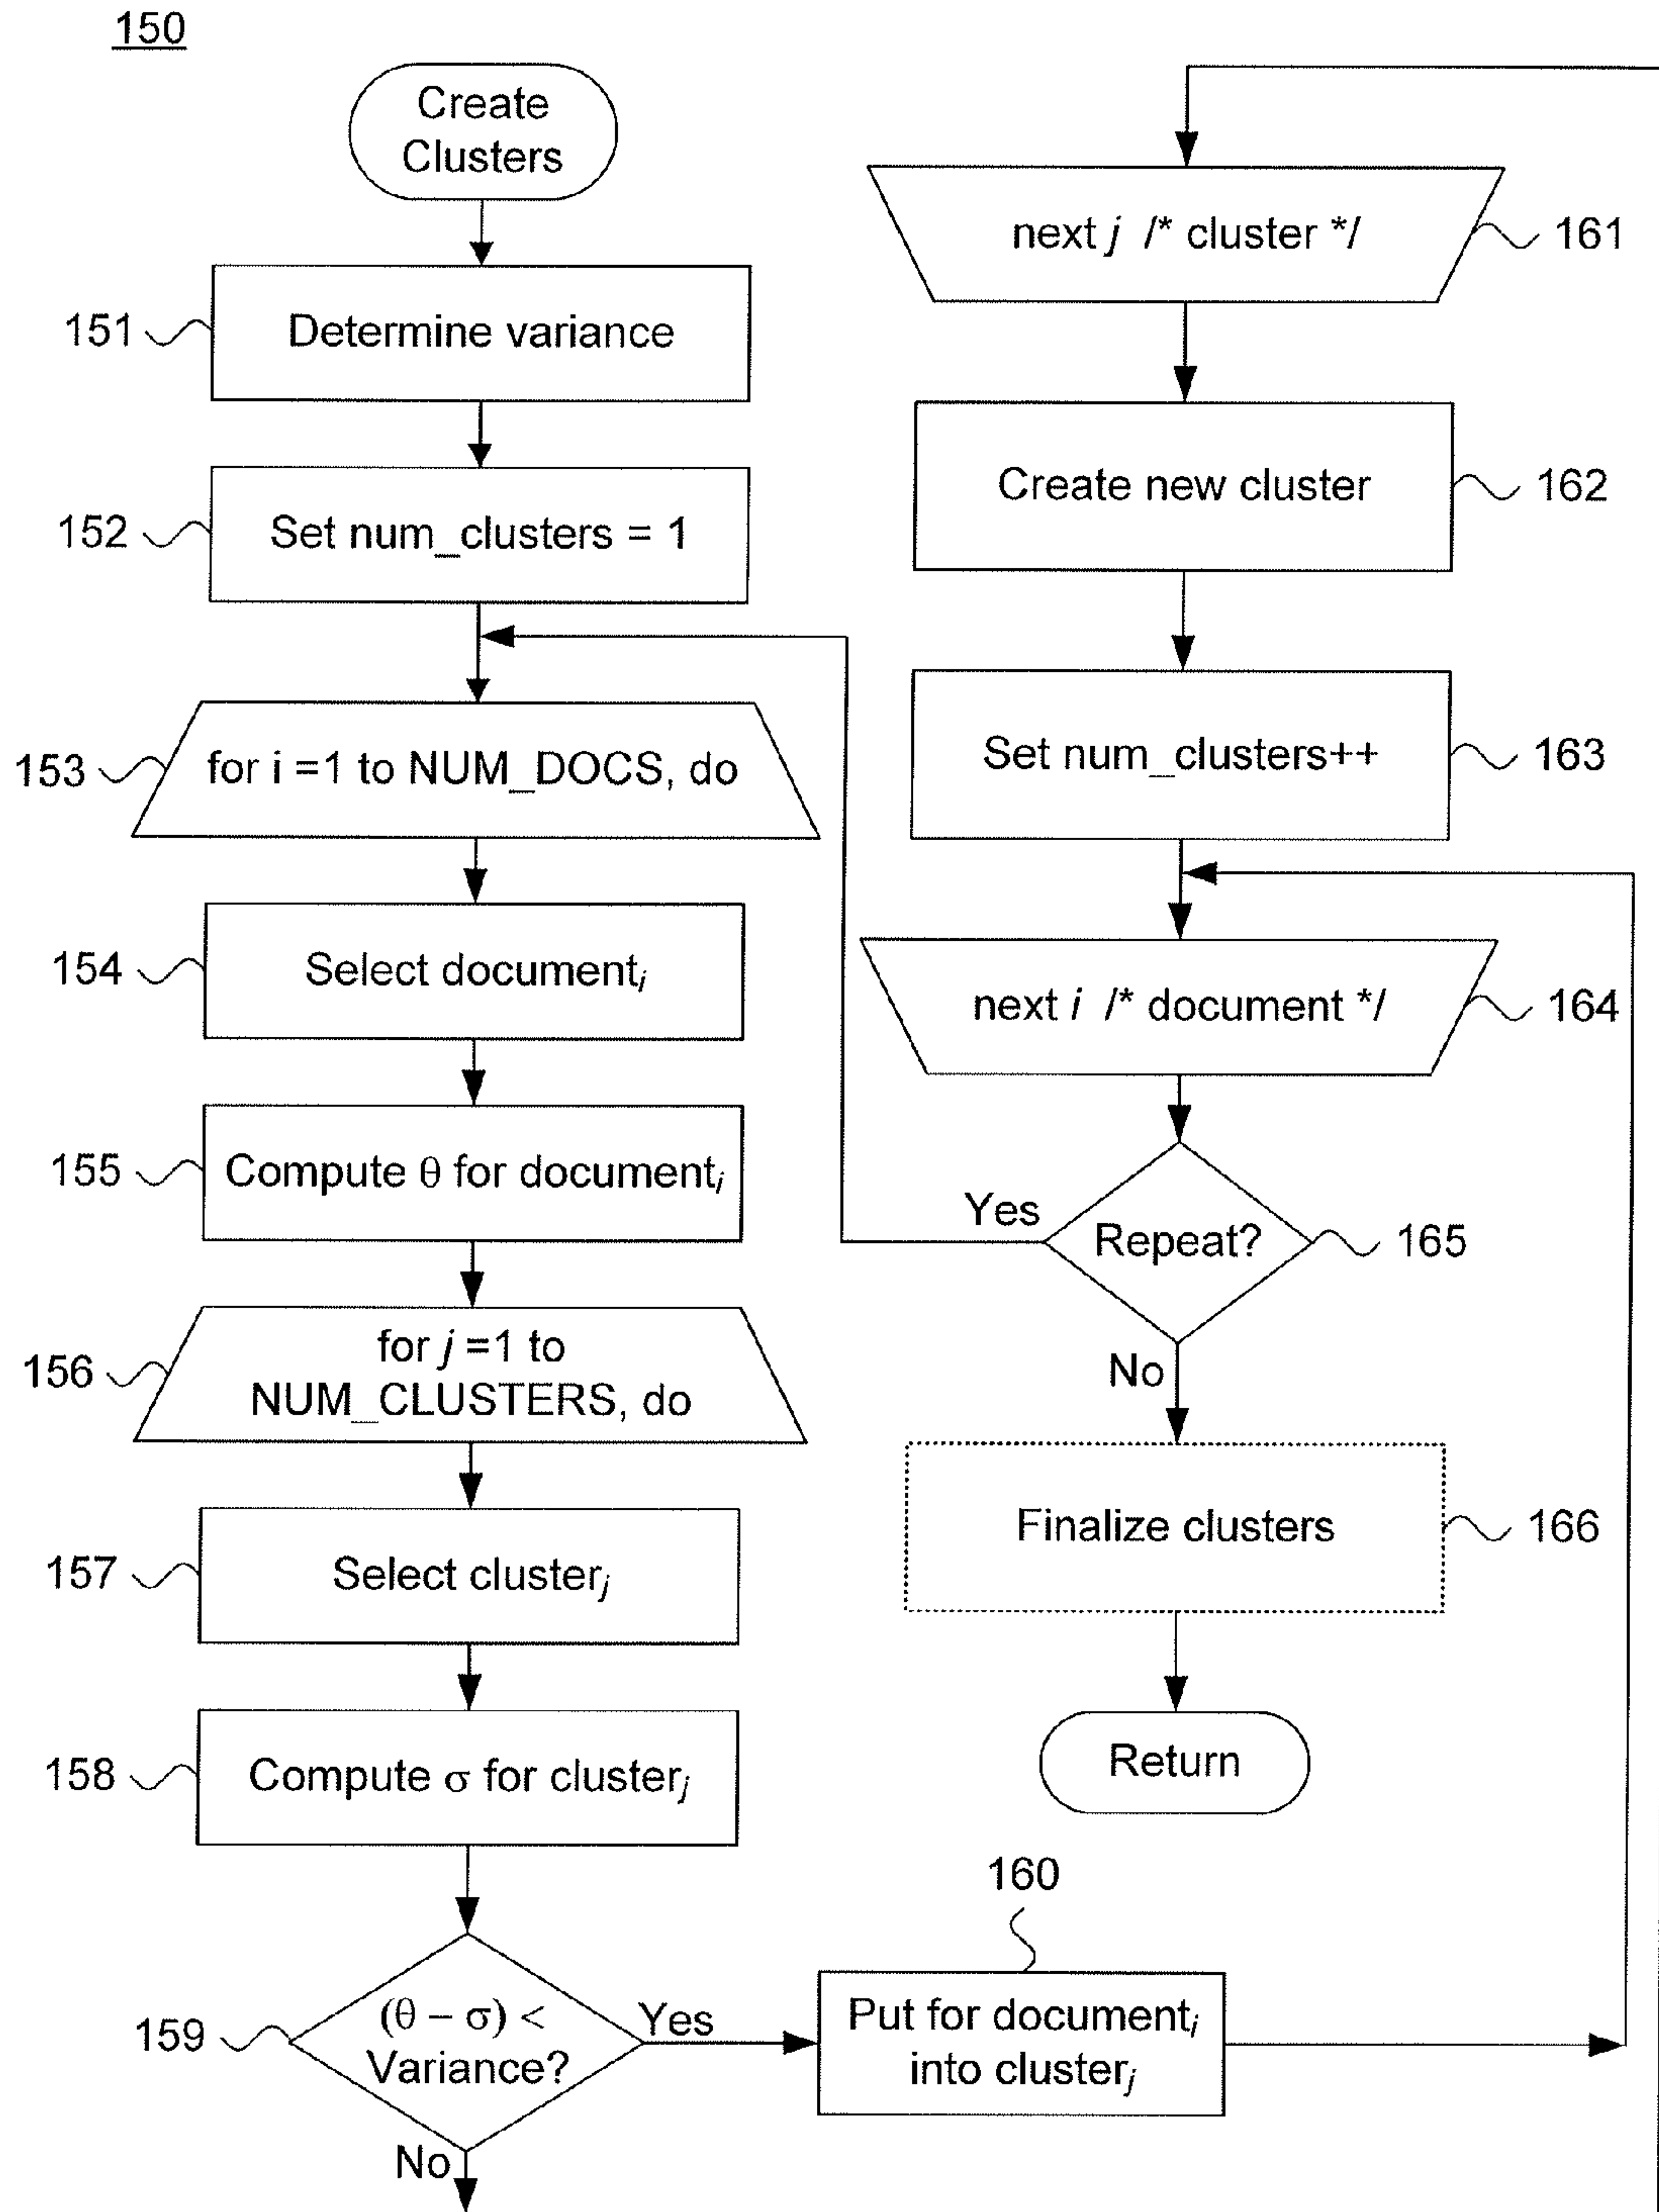 150
Create
Clusters
151
Determine variance
152
Set num_clusters = 1
153
for i =1 to NUM_DOCS, do
154
Select documentᵢ
155
Compute θ for documentᵢ
156
for j =1 to
NUM_CLUSTERS, do
157
Select clusterⱼ
158
Compute σ for clusterⱼ
159
(θ – σ) <
Variance?
Yes
No
160
Put for documentᵢ
into clusterⱼ
next j /* cluster */
161
Create new cluster
162
Set num_clusters++
163
next i /* document */
164
Yes
Repeat?
165
No
Finalize clusters
166
Return